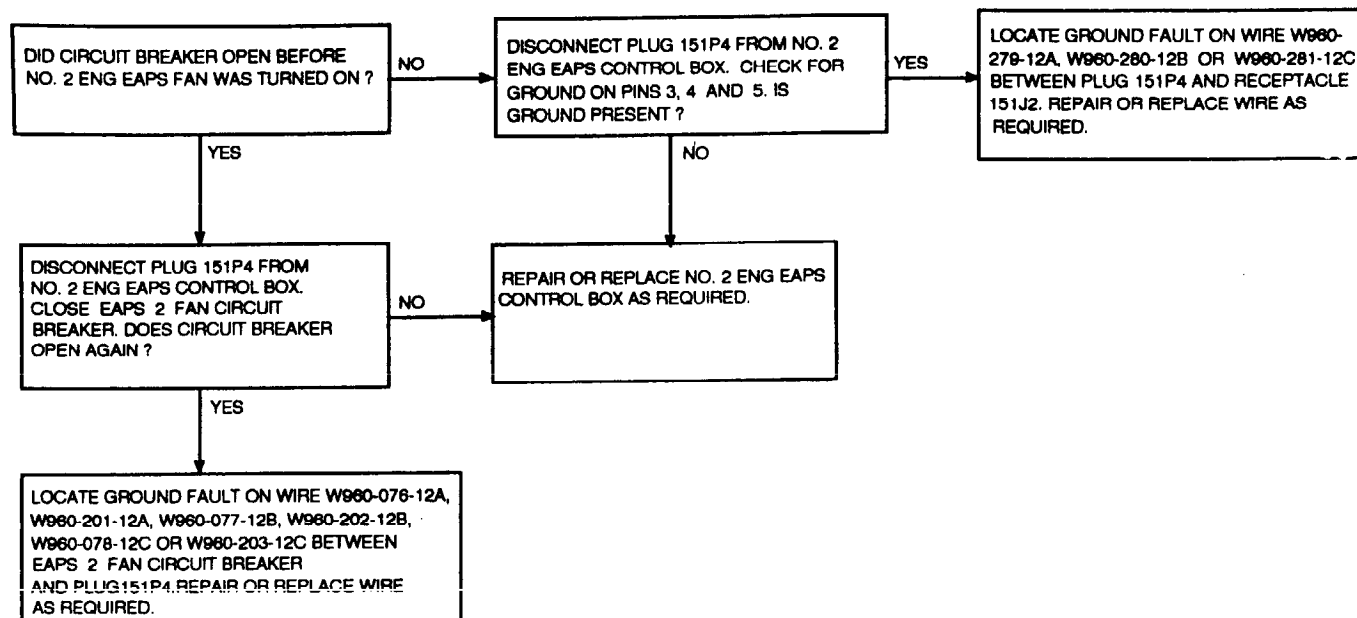 DID CIRCUIT BREAKER OPEN BEFORE
NO. 2 ENG EAPS FAN WAS TURNED ON ?
NO
YES
DISCONNECT PLUG 151P4 FROM NO. 2
ENG EAPS CONTROL BOX. CHECK FOR
GROUND ON PINS 3, 4 AND 5. IS
GROUND PRESENT ?
YES
NO
LOCATE GROUND FAULT ON WIRE W960-
279-12A, W960-280-12B OR W960-281-12C
BETWEEN PLUG 151P4 AND RECEPTACLE
151J2. REPAIR OR REPLACE WIRE AS
REQUIRED.
DISCONNECT PLUG 151P4 FROM
NO. 2 ENG EAPS CONTROL BOX.
CLOSE EAPS 2 FAN CIRCUIT
BREAKER. DOES CIRCUIT BREAKER
OPEN AGAIN ?
NO
YES
REPAIR OR REPLACE NO. 2 ENG EAPS
CONTROL BOX AS REQUIRED.
LOCATE GROUND FAULT ON WIRE W960-076-12A,
W960-201-12A, W960-077-12B, W960-202-12B,
W960-078-12C OR W960-203-12C BETWEEN
EAPS 2 FAN CIRCUIT BREAKER
AND PLUG151P4.REPAIR OR REPLACE WIRE
AS REQUIRED.